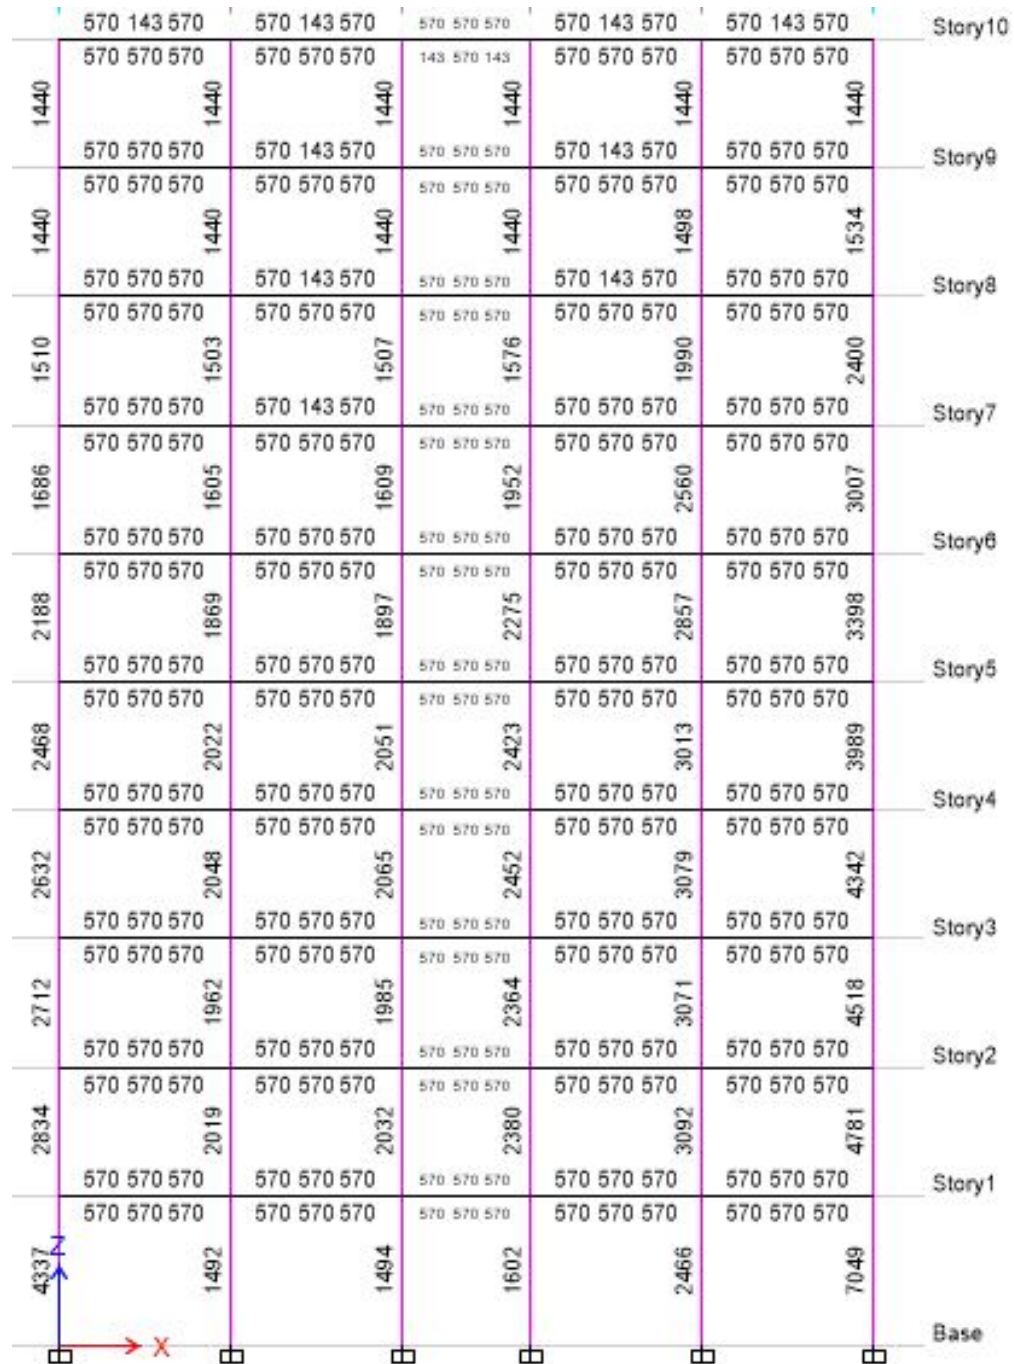 570 143 570 570 143 570 570 570 570 570 143 570 570 143 570 Story10
570 570 570 570 570 570 143 570 143 570 570 570 570 570 570
1440 1440 1440 1440 1440 1440
570 570 570 570 143 570 570 570 570 570 143 570 570 570 570 Story9
570 570 570 570 570 570 570 570 570 570 570 570 570 570 570
1440 1440 1440 1440 1498 1534
570 570 570 570 143 570 570 570 570 570 143 570 570 570 570 Story8
570 570 570 570 570 570 570 570 570 570 570 570 570 570 570
1510 1503 1507 1576 1990 2400
570 570 570 570 143 570 570 570 570 570 570 570 570 570 570 Story7
570 570 570 570 570 570 570 570 570 570 570 570 570 570 570
1686 1605 1609 1952 2560 3007
570 570 570 570 570 570 570 570 570 570 570 570 570 570 570 Story6
570 570 570 570 570 570 570 570 570 570 570 570 570 570 570
2188 1869 1897 2275 2857 3398
570 570 570 570 570 570 570 570 570 570 570 570 570 570 570 Story5
570 570 570 570 570 570 570 570 570 570 570 570 570 570 570
2468 2022 2051 2423 3013 3989
570 570 570 570 570 570 570 570 570 570 570 570 570 570 570 Story4
570 570 570 570 570 570 570 570 570 570 570 570 570 570 570
2632 2048 2065 2452 3079 4342
570 570 570 570 570 570 570 570 570 570 570 570 570 570 570 Story3
570 570 570 570 570 570 570 570 570 570 570 570 570 570 570
2712 1962 1985 2364 3071 4518
570 570 570 570 570 570 570 570 570 570 570 570 570 570 570 Story2
570 570 570 570 570 570 570 570 570 570 570 570 570 570 570
2834 2019 2032 2380 3092 4781
570 570 570 570 570 570 570 570 570 570 570 570 570 570 570 Story1
570 570 570 570 570 570 570 570 570 570 570 570 570 570 570
4337 Z 1492 1494 1602 2466 7049
X Base